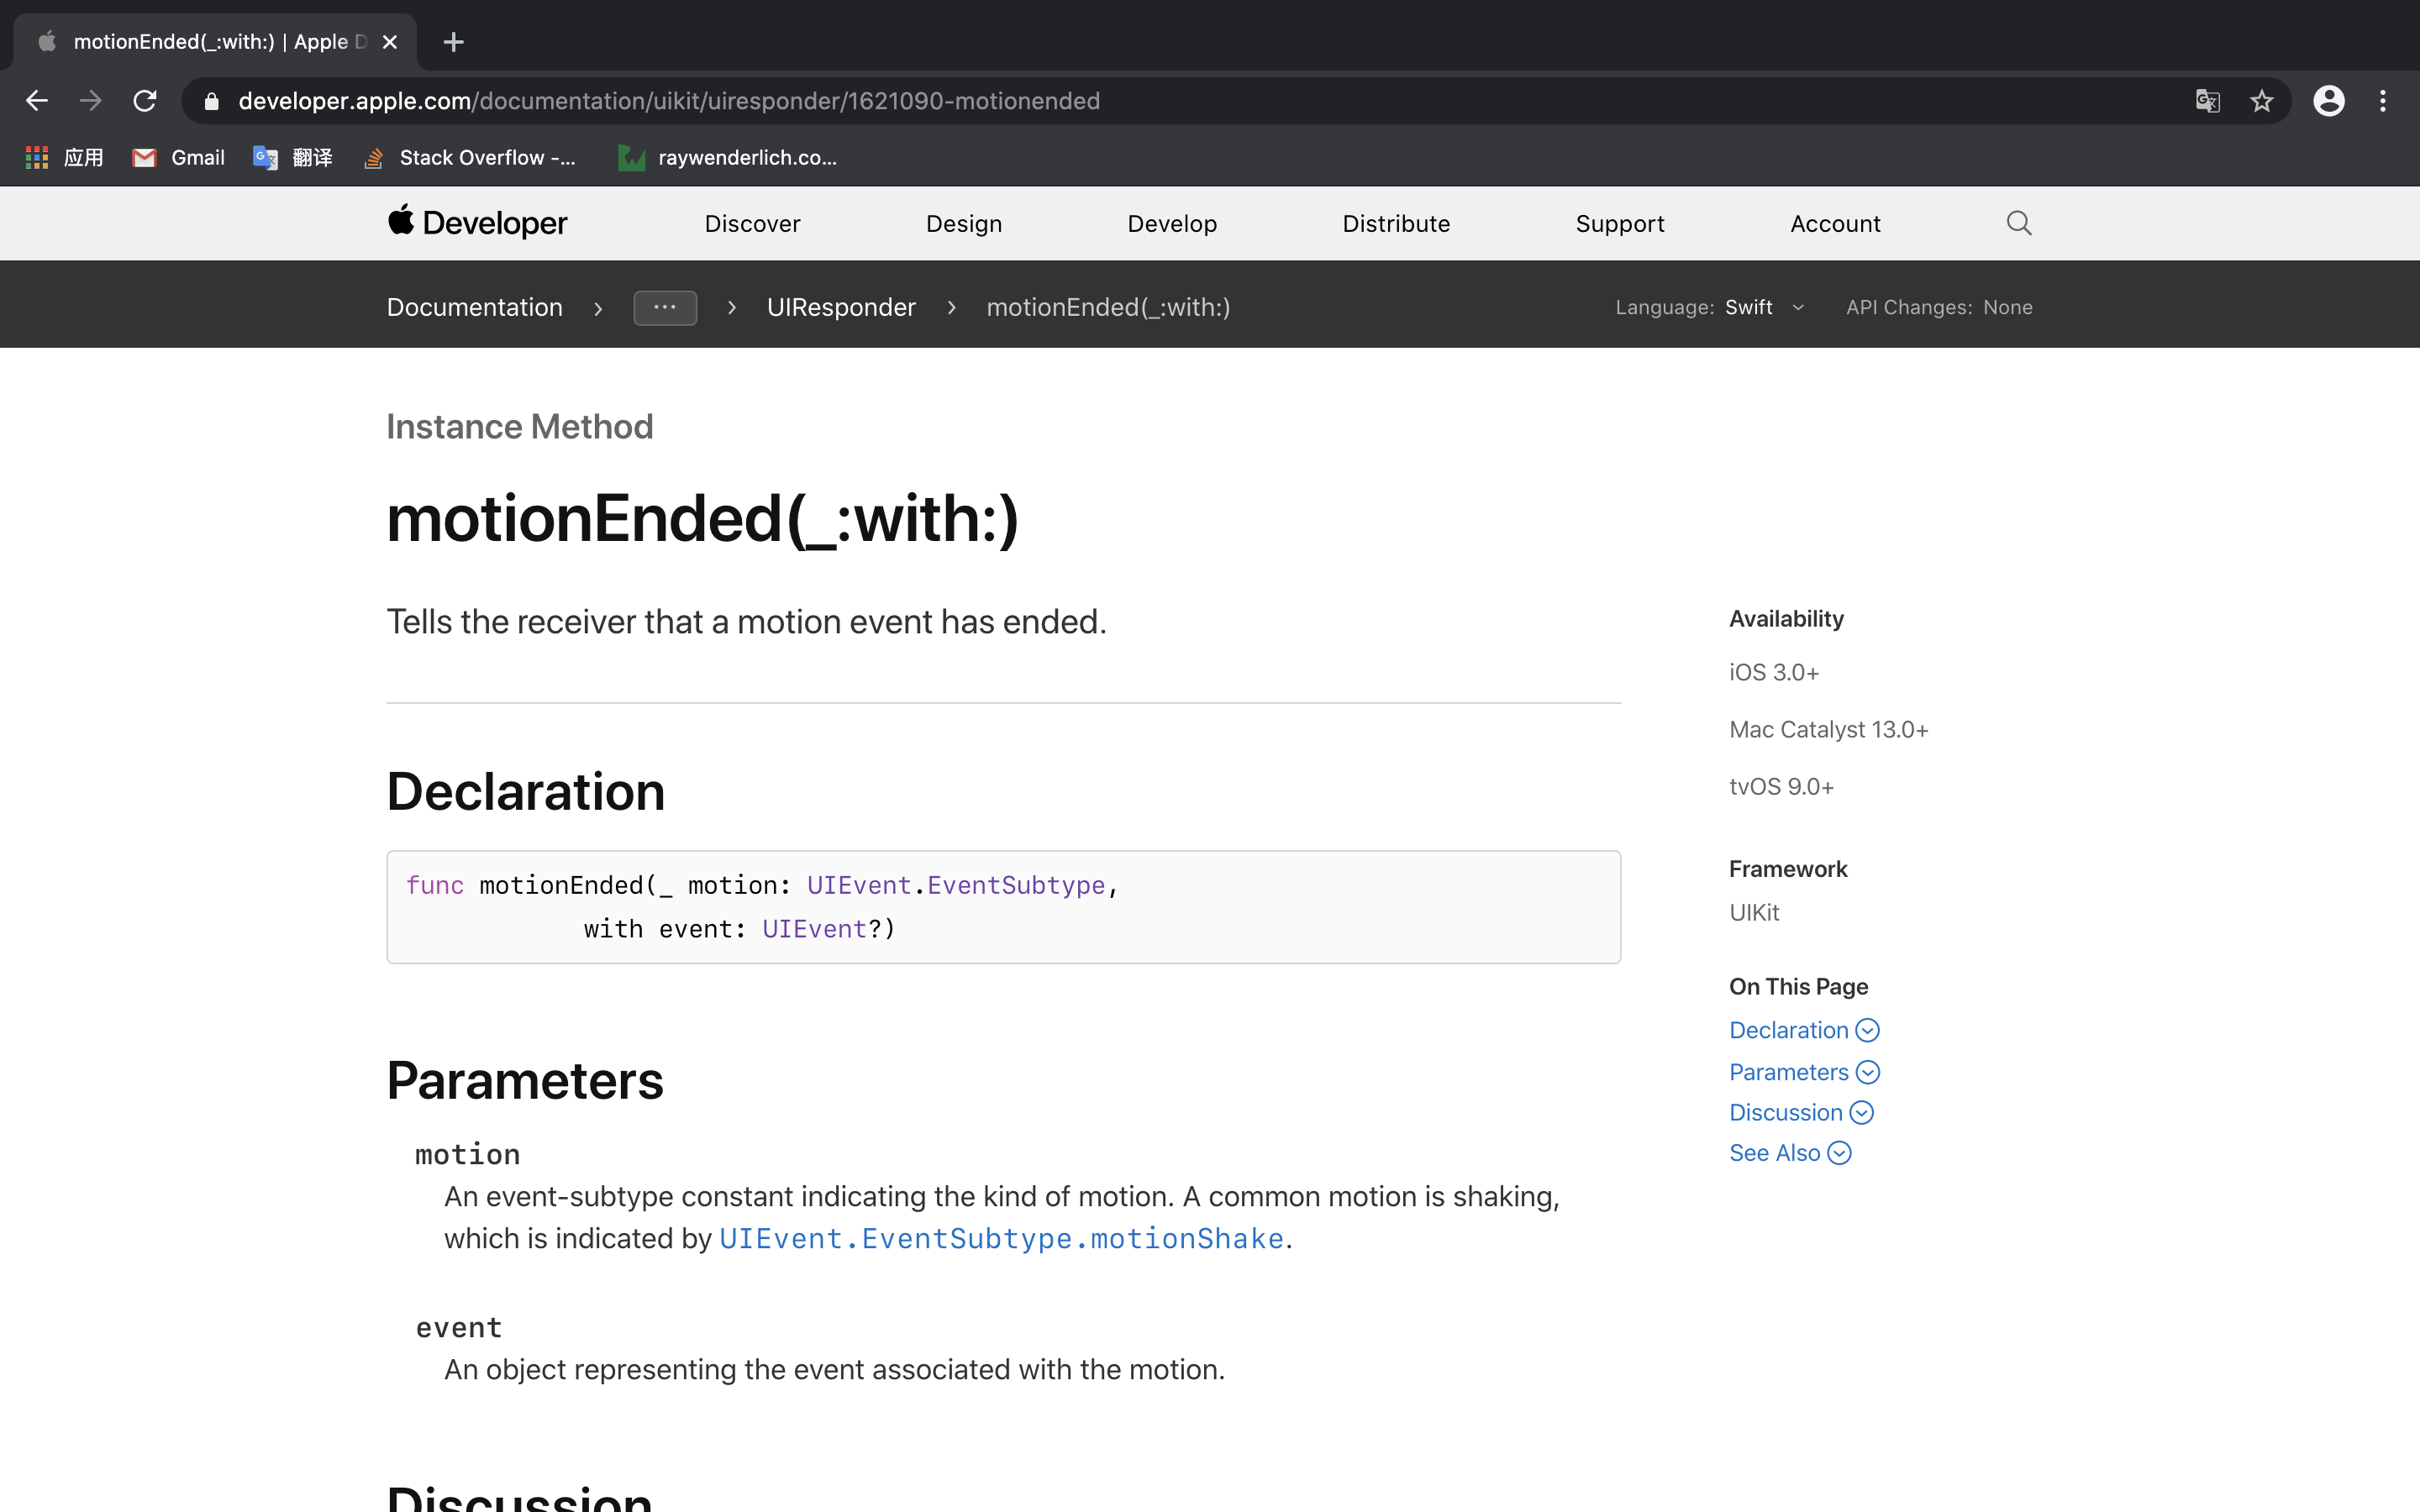 motionEnded(_:with:) | Apple D
developer.apple.com/documentation/uikit/uiresponder/1621090-motionended
应用
Gmail
翻译
Stack Overflow -...
raywenderlich.co...
Developer
Discover
Design
Develop
Distribute
Support
Account
Documentation
...
UIResponder
motionEnded(_:with:)
Language: Swift
API Changes: None
Instance Method
motionEnded(_:with:)
Tells the receiver that a motion event has ended.
Declaration
func motionEnded(_ motion: UIEvent.EventSubtype,
with event: UIEvent?)
Parameters
motion
An event-subtype constant indicating the kind of motion. A common motion is shaking,
which is indicated by UIEvent.EventSubtype.motionShake.
event
An object representing the event associated with the motion.
Discussion
Availability
iOS 3.0+
Mac Catalyst 13.0+
tvOS 9.0+
Framework
UIKit
On This Page
Declaration
Parameters
Discussion
See Also